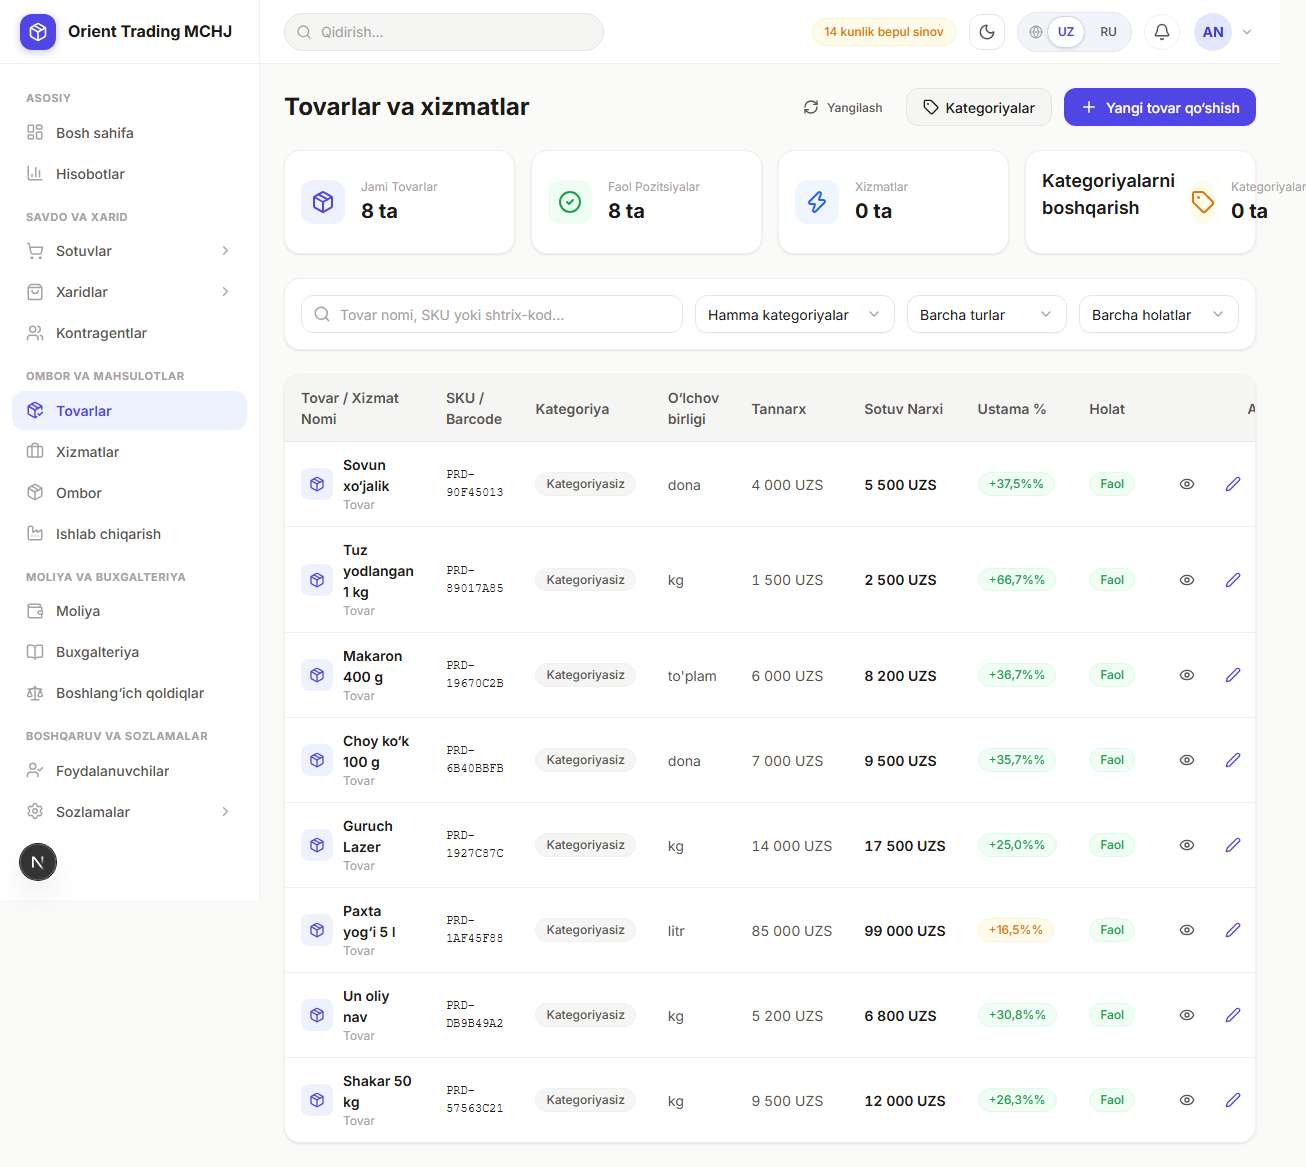 Orient Trading MCHJ
Qidirish...
14 kunlik bepul sinov
UZ
RU
AN
ASOSIY
Bosh sahifa
Hisobotlar
SAVDO VA XARID
Sotuvlar
Xaridlar
Kontragentlar
OMBOR VA MAHSULOTLAR
Tovarlar
Xizmatlar
Ombor
Ishlab chiqarish
MOLIYA VA BUXGALTERIYA
Moliya
Buxgalteriya
Boshlang‘ich qoldiqlar
BOSHQARUV VA SOZLAMALAR
Foydalanuvchilar
Sozlamalar
N
Tovarlar va xizmatlar
Yangilash
Kategoriyalar
Yangi tovar qo‘shish
Jami Tovarlar
8 ta
Faol Pozitsiyalar
8 ta
Xizmatlar
0 ta
Kategoriyalarni
boshqarish
Kategoriyalar
0 ta
Tovar nomi, SKU yoki shtrix-kod...
Hamma kategoriyalar
Barcha turlar
Barcha holatlar
Tovar / Xizmat
Nomi
SKU /
Barcode
Kategoriya
O‘lchov
birligi
Tannarx
Sotuv Narxi
Ustama %
Holat
Sovun
xo‘jalik
Tovar
PRD-
90F45013
Kategoriyasiz
dona
4 000 UZS
5 500 UZS
+37,5%%
Faol
Tuz
yodlangan
1 kg
Tovar
PRD-
89017A85
Kategoriyasiz
kg
1 500 UZS
2 500 UZS
+66,7%%
Faol
Makaron
400 g
Tovar
PRD-
19670C2B
Kategoriyasiz
to'plam
6 000 UZS
8 200 UZS
+36,7%%
Faol
Choy ko‘k
100 g
Tovar
PRD-
6B40BBFB
Kategoriyasiz
dona
7 000 UZS
9 500 UZS
+35,7%%
Faol
Guruch
Lazer
Tovar
PRD-
1927C87C
Kategoriyasiz
kg
14 000 UZS
17 500 UZS
+25,0%%
Faol
Paxta
yog‘i 5 l
Tovar
PRD-
1AF45F88
Kategoriyasiz
litr
85 000 UZS
99 000 UZS
+16,5%%
Faol
Un oliy
nav
Tovar
PRD-
DB9B49A2
Kategoriyasiz
kg
5 200 UZS
6 800 UZS
+30,8%%
Faol
Shakar 50
kg
Tovar
PRD-
57563C21
Kategoriyasiz
kg
9 500 UZS
12 000 UZS
+26,3%%
Faol